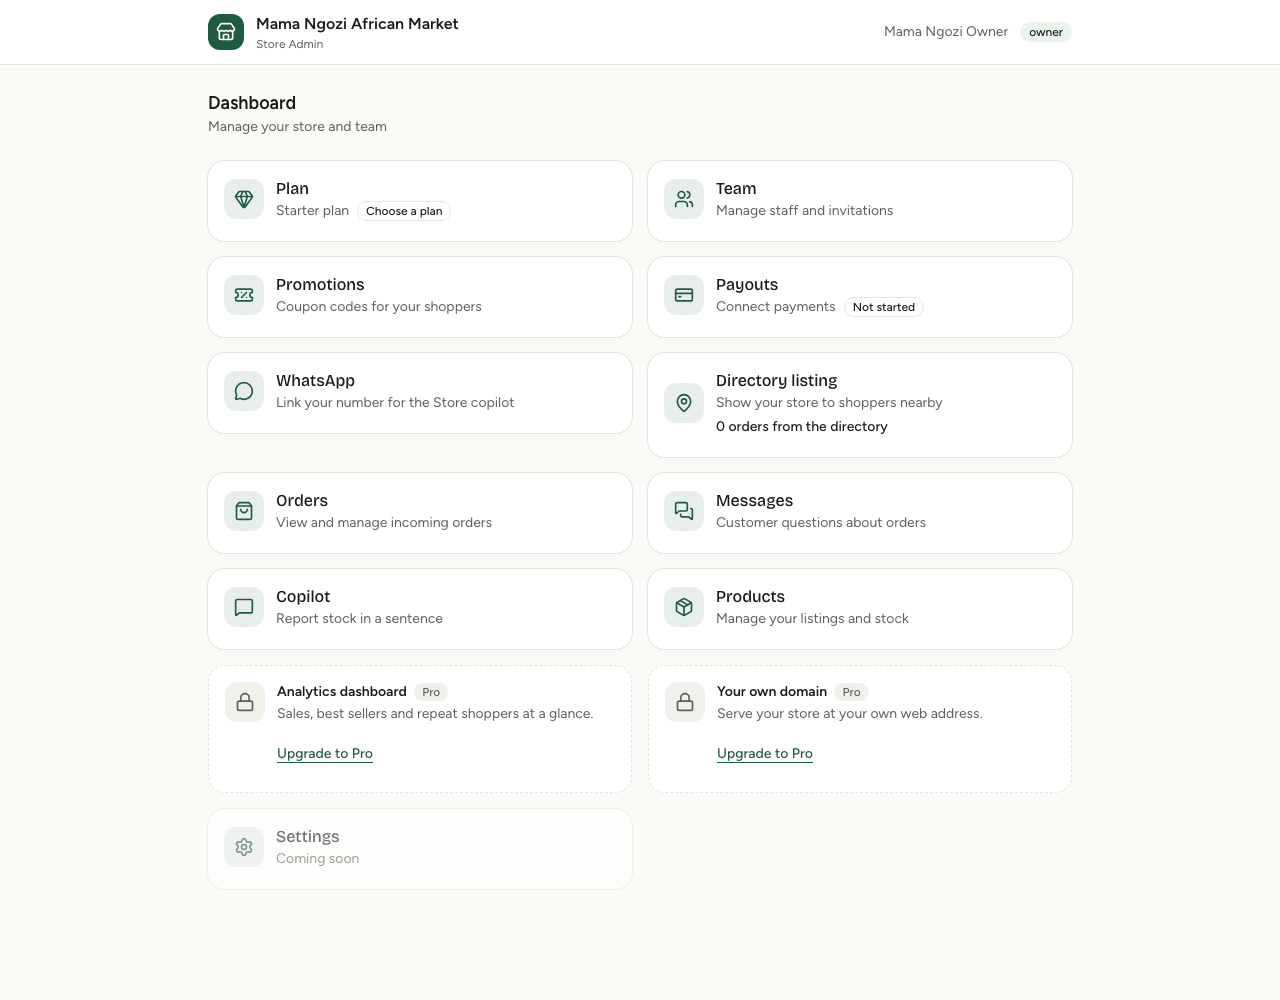 Mama Ngozi African Market
Store Admin
Mama Ngozi Owner
owner
Dashboard
Manage your store and team
Plan
Starter plan Choose a plan
Team
Manage staff and invitations
Promotions
Coupon codes for your shoppers
Payouts
Connect payments Not started
WhatsApp
Link your number for the Store copilot
Directory listing
Show your store to shoppers nearby
0 orders from the directory
Orders
View and manage incoming orders
Messages
Customer questions about orders
Copilot
Report stock in a sentence
Products
Manage your listings and stock
Analytics dashboard Pro
Sales, best sellers and repeat shoppers at a glance.
Upgrade to Pro
Your own domain Pro
Serve your store at your own web address.
Upgrade to Pro
Settings
Coming soon